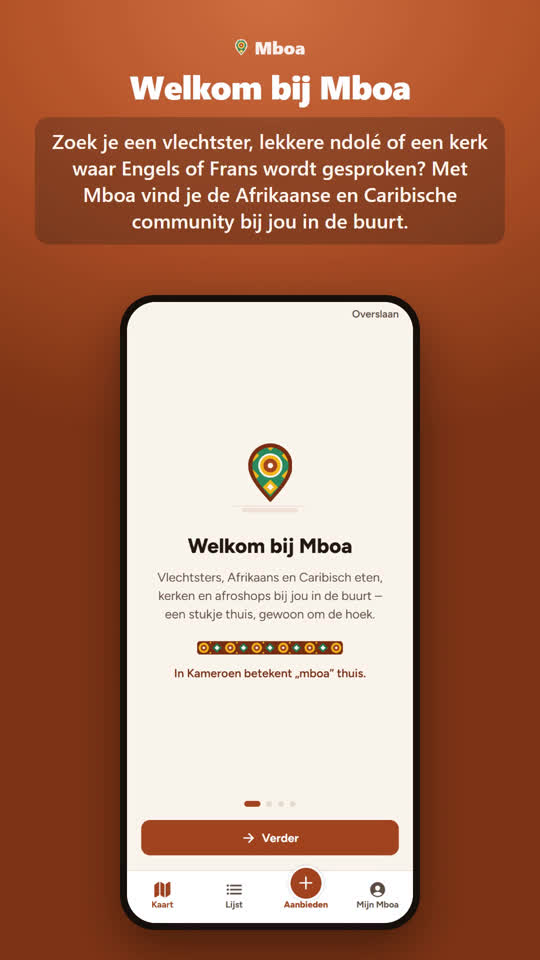 Mboa
Welkom bij Mboa
Zoek je een vlechtster, lekkere ndolé of een kerk
waar Engels of Frans wordt gesproken? Met
Mboa vind je de Afrikaanse en Caribische
community bij jou in de buurt.
Overslaan
Welkom bij Mboa
Vlechtsters, Afrikaans en Caribisch eten,
kerken en afroshops bij jou in de buurt –
een stukje thuis, gewoon om de hoek.
In Kameroen betekent „mboa” thuis.
Verder
Kaart
Lijst
Aanbieden
Mijn Mboa